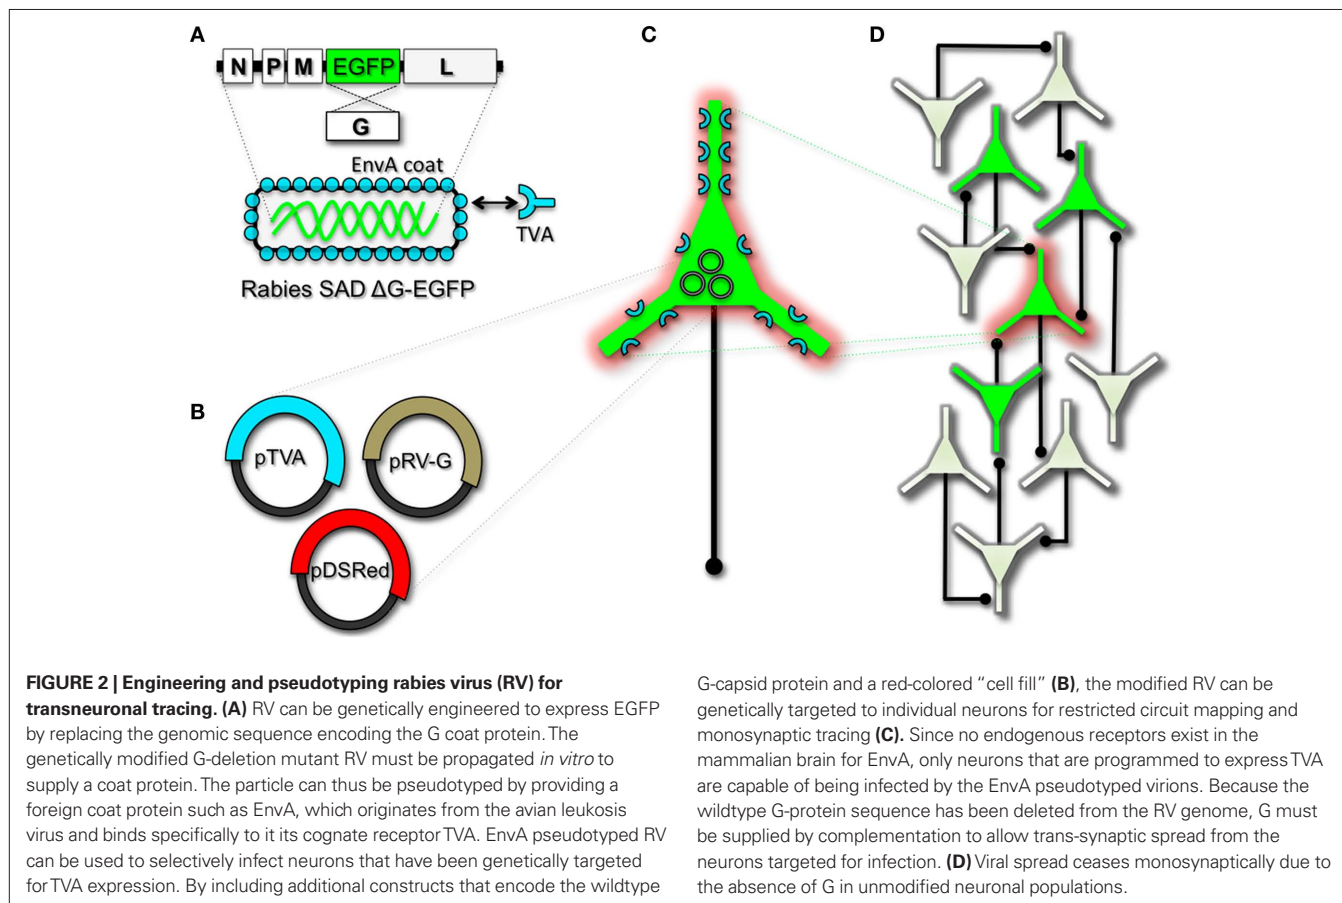 A
N P M EGFP L
G
EnvA coat
TVA
Rabies SAD ΔG-EGFP
B
pTVA
pRV-G
pDSRed
C
D
FIGURE 2 | Engineering and pseudotyping rabies virus (RV) for
transneuronal tracing. (A) RV can be genetically engineered to express EGFP
by replacing the genomic sequence encoding the G coat protein. The
genetically modified G-deletion mutant RV must be propagated in vitro to
supply a coat protein. The particle can thus be pseudotyped by providing a
foreign coat protein such as EnvA, which originates from the avian leukosis
virus and binds specifically to it its cognate receptor TVA. EnvA pseudotyped RV
can be used to selectively infect neurons that have been genetically targeted
for TVA expression. By including additional constructs that encode the wildtype
G-capsid protein and a red-colored “cell fill” (B), the modified RV can be
genetically targeted to individual neurons for restricted circuit mapping and
monosynaptic tracing (C). Since no endogenous receptors exist in the
mammalian brain for EnvA, only neurons that are programmed to express TVA
are capable of being infected by the EnvA pseudotyped virions. Because the
wildtype G-protein sequence has been deleted from the RV genome, G must
be supplied by complementation to allow trans-synaptic spread from the
neurons targeted for infection. (D) Viral spread ceases monosynaptically due to
the absence of G in unmodified neuronal populations.